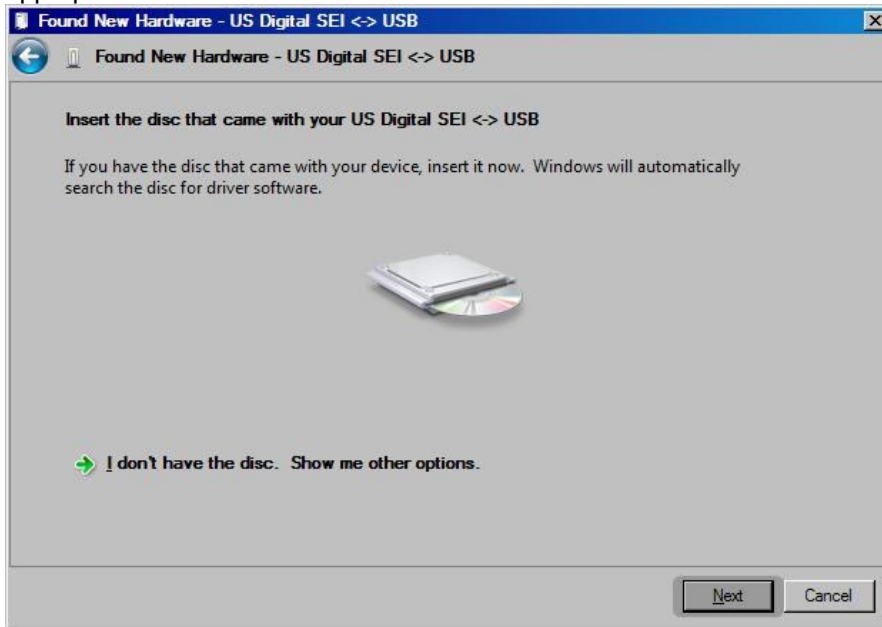 Found New Hardware - US Digital SEI <-> USB
Found New Hardware - US Digital SEI <-> USB
Insert the disc that came with your US Digital SEI <-> USB
If you have the disc that came with your device, insert it now.  Windows will automatically
search the disc for driver software.
I don't have the disc.  Show me other options.
Next Cancel